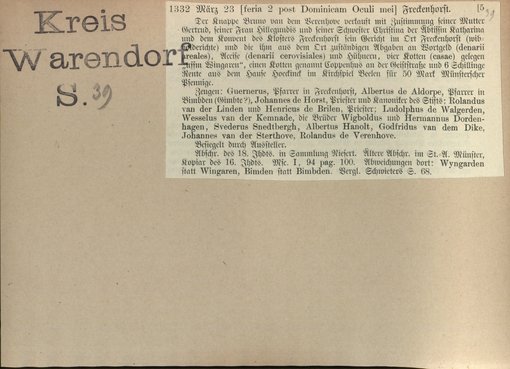 Kreis
Warendorf
S. 39
1332 März 23 [feria 2 post Dominicam Oculi mei] Freckenhorst. [5
39
Der Knappe Bruno van dem Verenhove verkauft mit Zustimmung seiner Mutter
Gertrud, seiner Frau Hillegundis und seiner Schwester Christina der Äbtissin Katharina
und dem Konvent des Klosters Freckenhorst sein Gericht im Ort Freckenhorst (wib-
gerichte) und die ihm aus dem Ort zuständigen Abgaben an Wortgeld (denarii
areales), Accise (denarii cerevisiales) und Hühnern, vier Kotten (casae) gelegen
Wingaren", einen Kotten genannt Coppenhus an der Geiststraße und 6 Schillinge
Rente aus dem Hause Hoeckinck im Kirchspiel Beelen für 50 Mark Münsterscher
Pfennige.
Zeugen: Guernerus, Pfarrer in Freckenhorst, Albertus de Aldorpe, Pfarrer in
Bimbden (Gimbte?), Johannes de Horst, Priester und Kanoniker des Stifts: Rolandus
van der Linden und Henricus de Brilen, Priester; Ludolphus de Walgerden,
Wesselus van der Kemnade, die Brüder Wigboldus und Hermannus Dorden-
hagen, Svederus Snedtbergh, Albertus Hanolt, Godfridus van dem Dike,
Johannes van der Sterthove, Rolandus de Verenhove.
Besiegelt durch Aussteller.
Abschr. des 18. Jhdts. in Sammlung Niesert. Ältere Abschr. im St.-A. Münster,
Kopiar des 16. Jhdts. Msc. I, 94 pag. 100. Abweichungen dort: Wyngarden
statt Wingaren, Bimden statt Bimbden. Vergl. Schwieters S. 68.